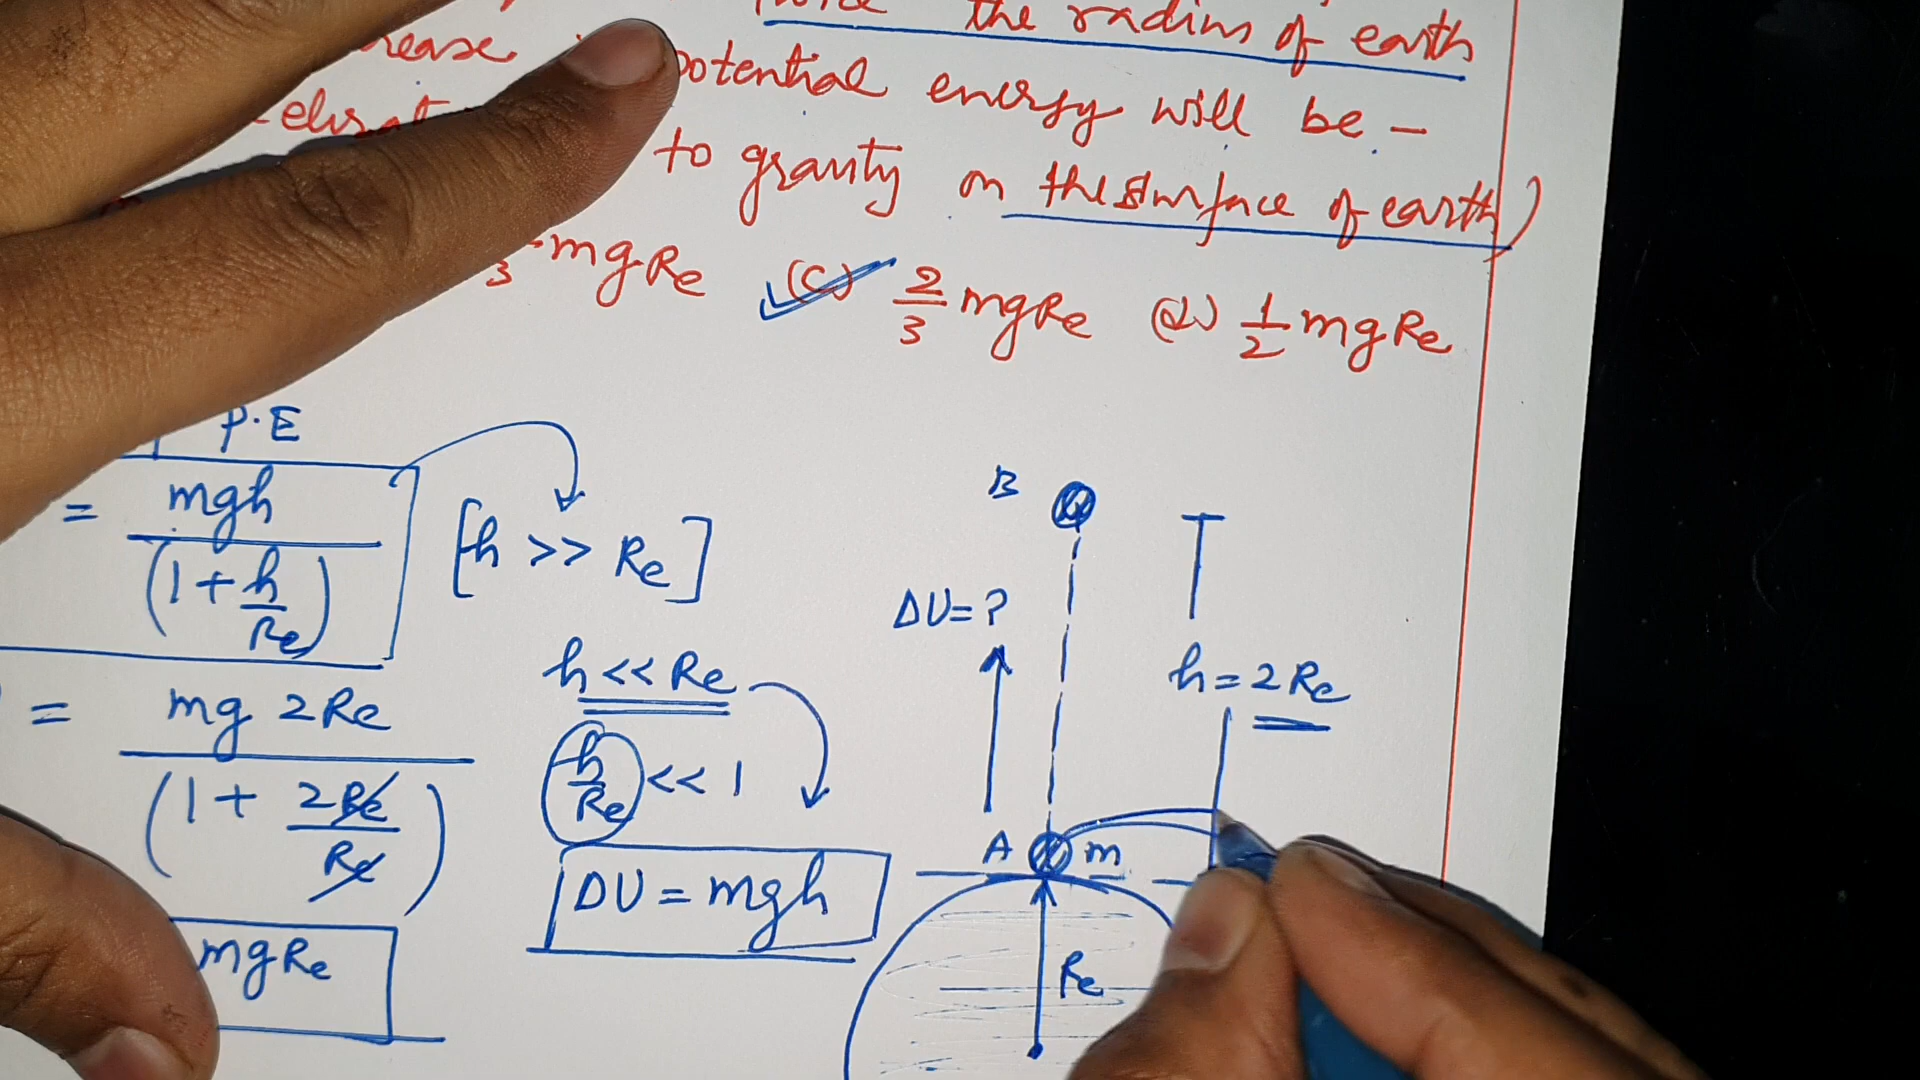 the radius of earth
potential energy will be -
to gravity on the surface of earth)
mgRe (c) 2/3 mgRe (d) 1/2 mgRe
P.E
= mgh / (1 + h/Re) [h >> Re]
= mg 2Re / (1 + 2Re/Re)
mgRe
h << Re
h/Re << 1
ΔU = mgh
B
ΔU = ?
h = 2Re
A m
Re